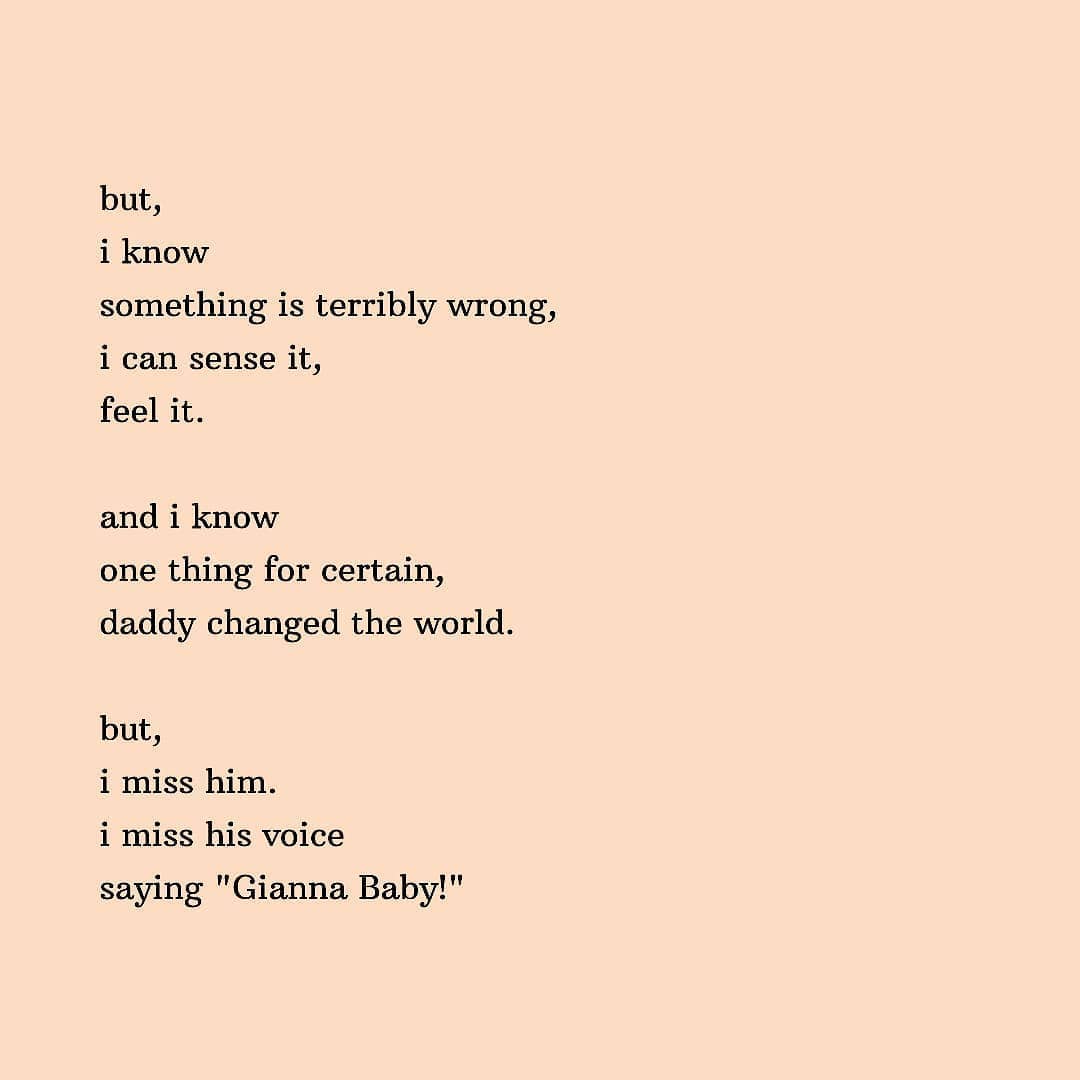 but,
i know
something is terribly wrong,
i can sense it,
feel it.

and i know
one thing for certain,
daddy changed the world.

but,
i miss him.
i miss his voice
saying "Gianna Baby!"